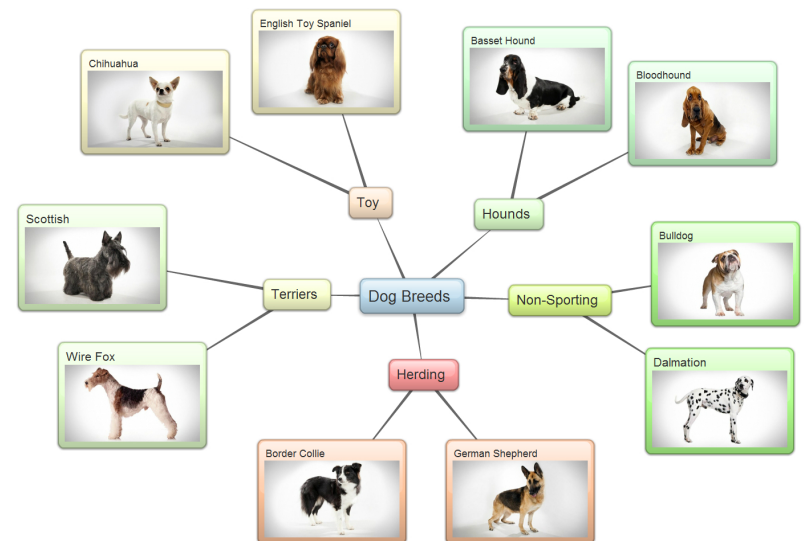 English Toy Spaniel
Basset Hound
Chihuahua
Bloodhound
Toy
Hounds
Scottish
Bulldog
Terriers
Dog Breeds
Non-Sporting
Wire Fox
Herding
Dalmation
Border Collie
German Shepherd